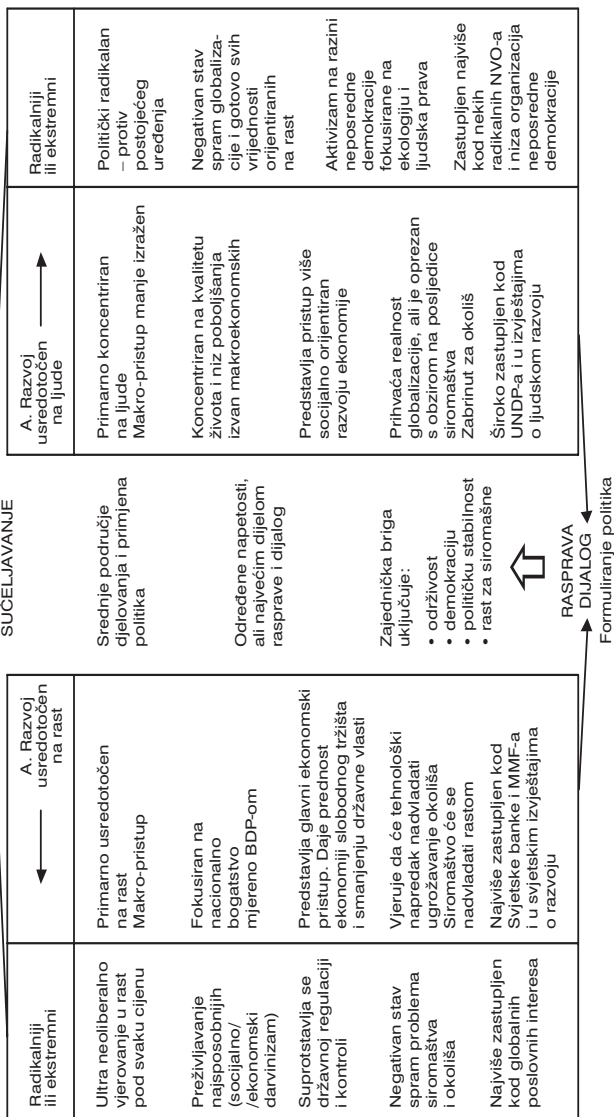 SUČELJAVANJE
Radikalniji
ili ekstremni
Ultra neoliberalno
vjerovanje u rast
pod svaku cijenu
Preživljavanje
najsposobnijih
(socijalno/
/ekonomski
darvinizam)
Suprotstavlja se
državnoj regulaciji
i kontroli
Negativan stav
spram problema
siromaštva
i okoliša
Najviše zastupljen
kod globalnih
poslovnih interesa
A. Razvoj
usredotočen
na rast
Primarno usredotočen
na rast
Makro-pristup
Fokusiran na
nacionalno
bogatstvo
mjereno BDP-om
Predstavlja glavni ekonomski
pristup. Daje prednost
ekonomiji slobodnog tržišta
i smanjenju državne vlasti
Vjeruje da će tehnološki
napredak nadvladati
ugrožavanje okoliša
Siromaštvo će se
nadvladati rastom
Najviše zastupljen kod
Svjetske banke i MMF-a
i u svjetskim izvještajima
o razvoju
Srednje područje
djelovanja i primjena
politika
Određene napetosti,
ali najvećim dijelom
rasprave i dijalog
Zajednička briga
uključuje:
• održivost
• demokraciju
• političku stabilnost
• rast za siromašne
RASPRAVA
DIJALOG
Formuliranje politika
A. Razvoj
usredotočen
na ljude
Primarno koncentriran
na ljude
Makro-pristup manje izražen
Koncentriran na kvalitetu
života i niz poboljšanja
izvan makroekonomskih
Predstavlja pristup više
socijalno orijentiran
razvoju ekonomije
Prihvaća realnost
globalizacije, ali je oprezan
s obzirom na posljedice
siromaštva
Zabrinut za okoliš
Široko zastupljen kod
UNDP-a i u izvještajima
o ljudskom razvoju
Radikalniji
ili ekstremni
Politički radikalan
– protiv
postojećeg
uređenja
Negativan stav
spram globaliza-
cije i gotovo svih
vrijednosti
orijentiranih
na rast
Aktivizam na razini
neposredne
demokracije
fokusirane na
ekologiju i
ljudska prava
Zastupljen najviše
kod nekih
radikalnih NVO-a
i niza organizacija
neposredne
demokracije